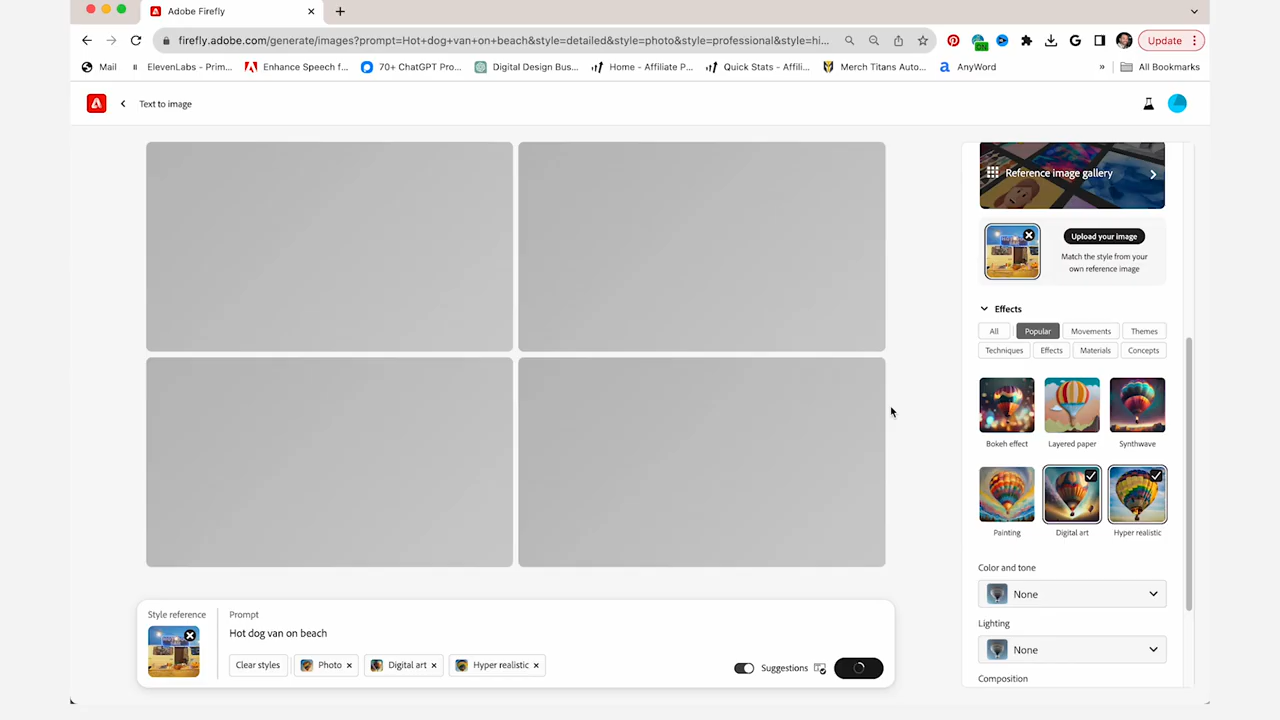 Adobe Firefly
firefly.adobe.com/generate/images?prompt=Hot+dog+van+on+beach&style=detailed&style=photo&style=professional&style=hi...
Update
Mail
ElevenLabs - Prim...
Enhance Speech f...
70+ ChatGPT Pro...
Digital Design Bus...
Home - Affiliate P...
Quick Stats - Affili...
Merch Titans Auto...
AnyWord
»
All Bookmarks
Text to image
Reference image gallery
Upload your image
Match the style from your
own reference image
Effects
All
Popular
Movements
Themes
Techniques
Effects
Materials
Concepts
Bokeh effect
Layered paper
Synthwave
Painting
Digital art
Hyper realistic
Color and tone
None
Lighting
None
Composition
Style reference
Prompt
Hot dog van on beach
Clear styles
Photo
Digital art
Hyper realistic
Suggestions